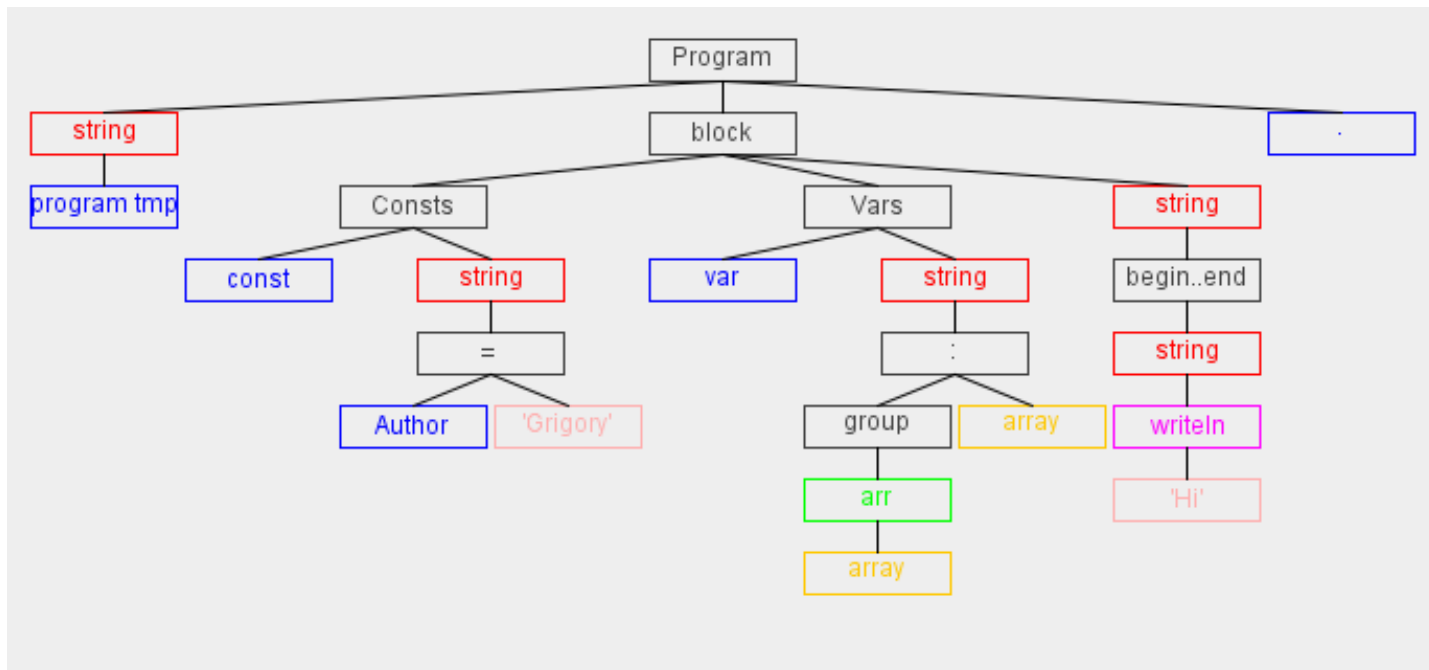 Program
string block .
program tmp Consts Vars string
const string var string begin..end
= : string
Author 'Grigory' group array writeln
arr 'Hi'
array